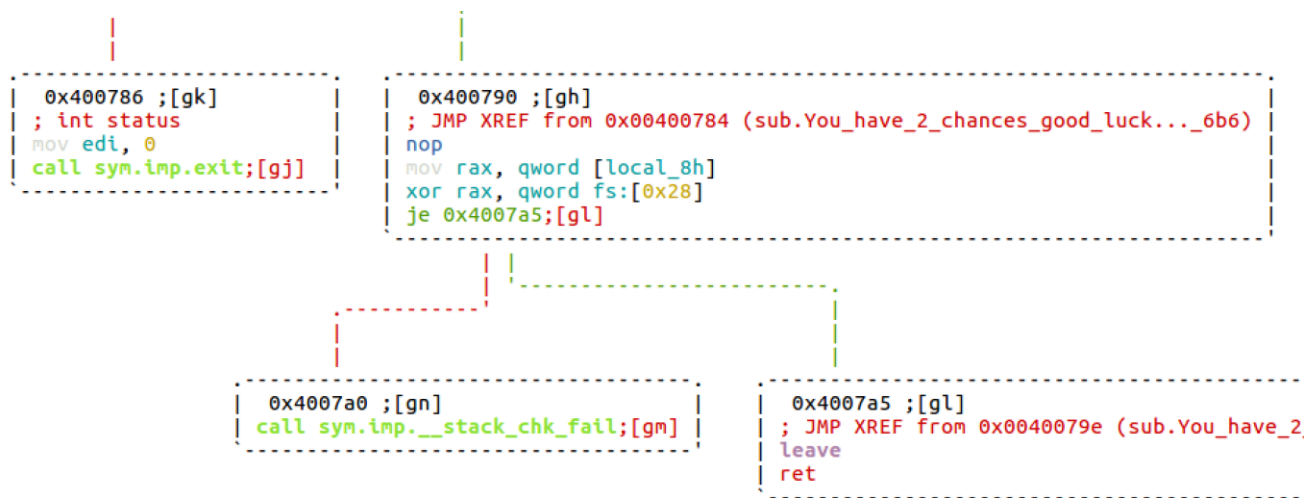 0x400786 ;[gk]
; int status
mov edi, 0
call sym.imp.exit;[gj]
0x400790 ;[gh]
; JMP XREF from 0x00400784 (sub.You_have_2_chances_good_luck..._6b6)
nop
mov rax, qword [local_8h]
xor rax, qword fs:[0x28]
je 0x4007a5;[gl]
0x4007a0 ;[gn]
call sym.imp.__stack_chk_fail;[gm]
0x4007a5 ;[gl]
; JMP XREF from 0x0040079e (sub.You_have_2_
leave
ret